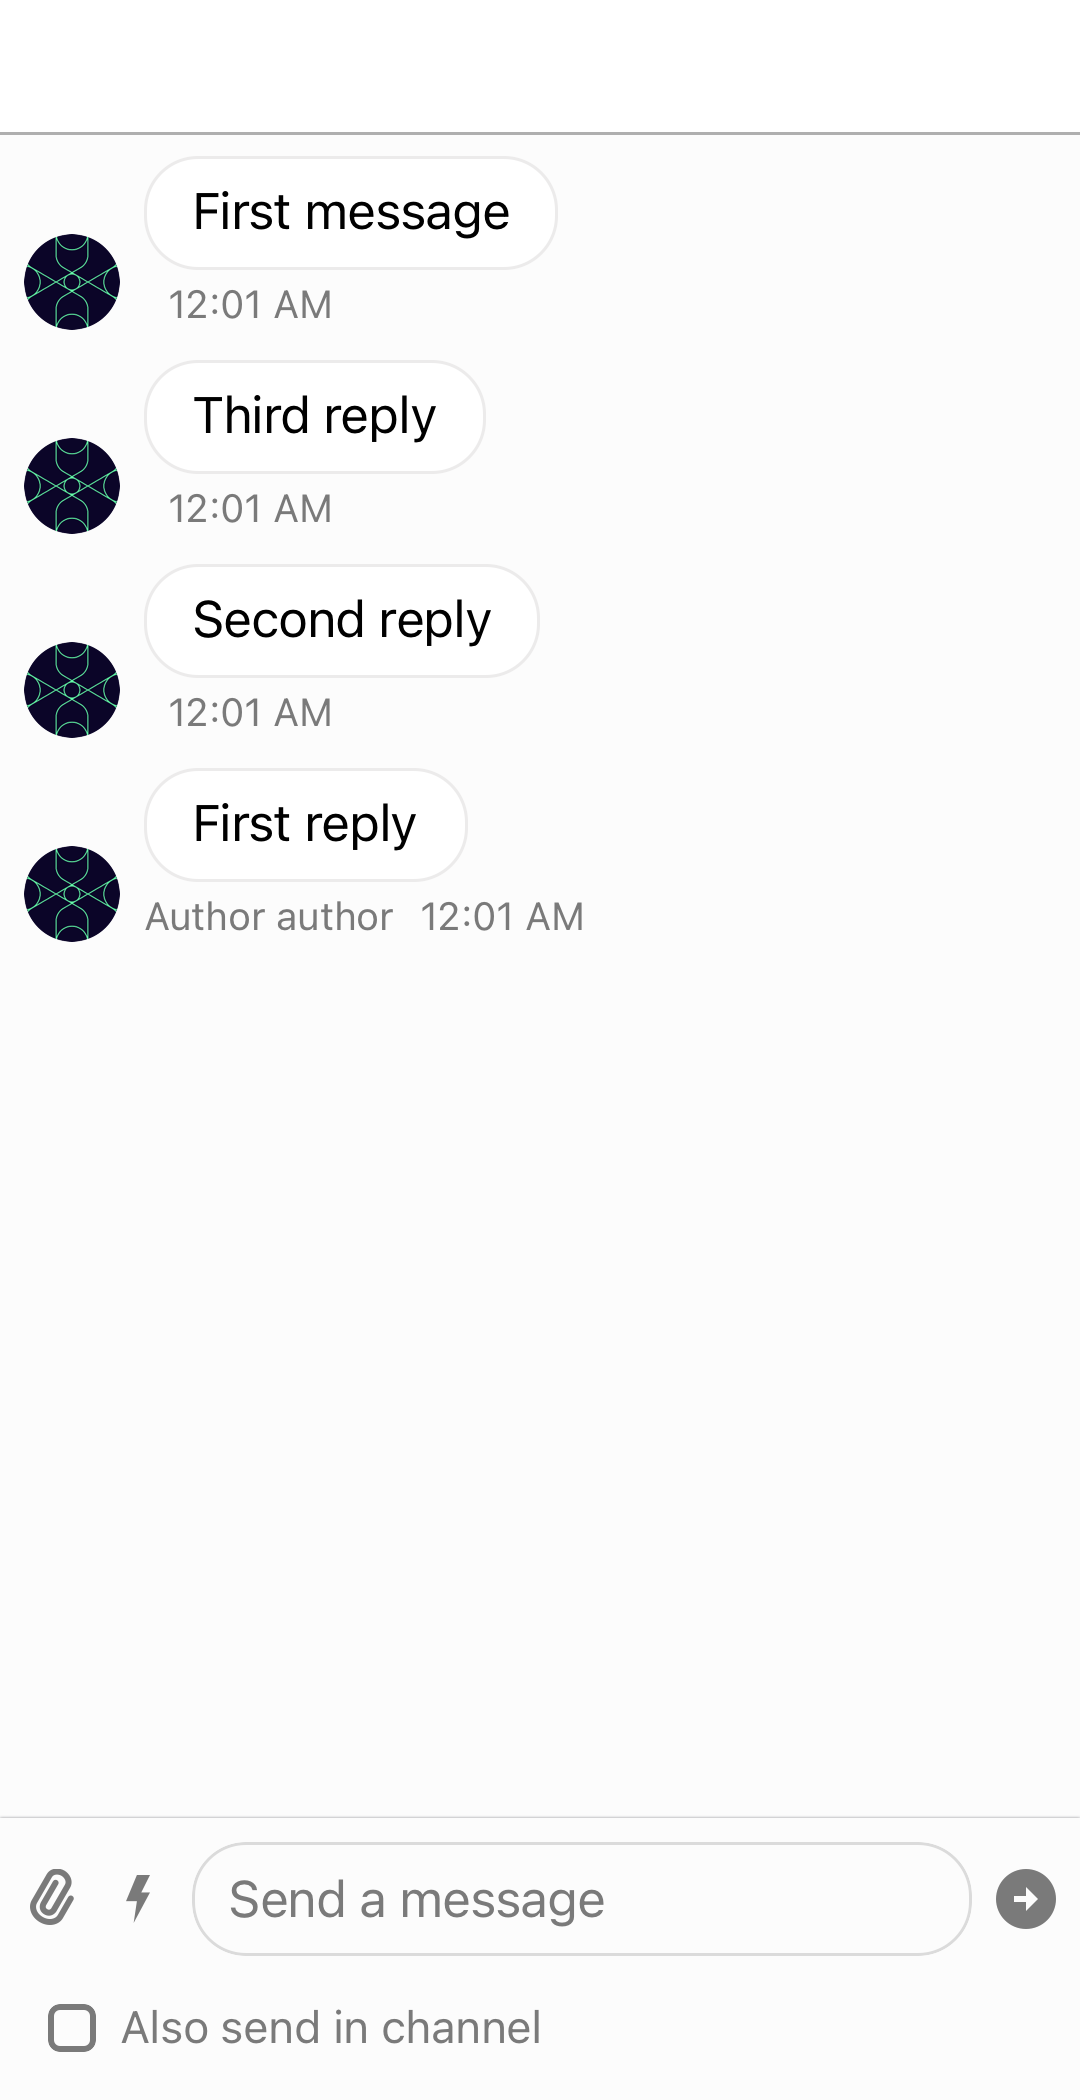 First message
12:01 AM
Third reply
12:01 AM
Second reply
12:01 AM
First reply
Author author 12:01 AM
Send a message
Also send in channel